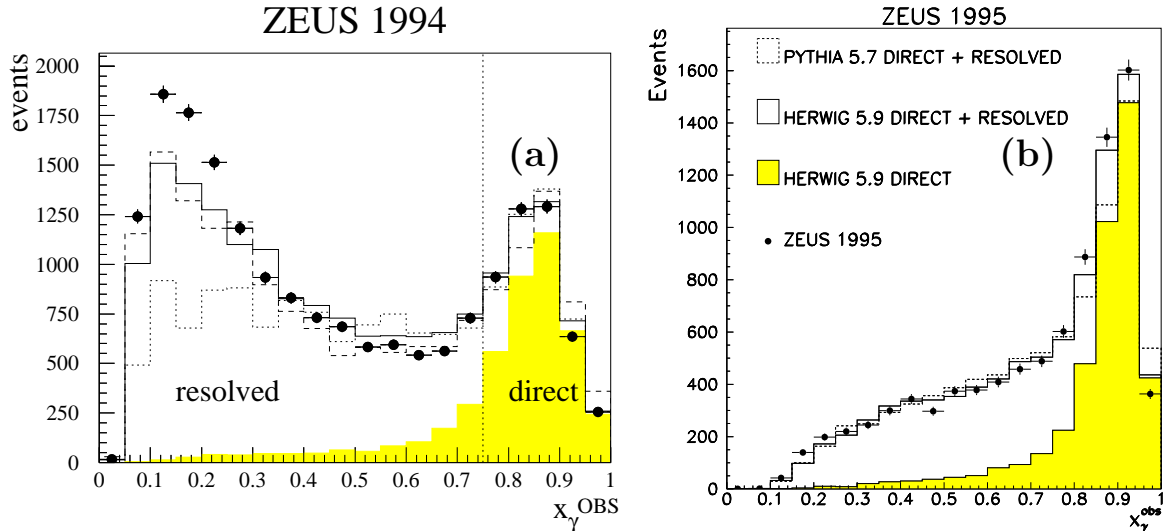 ZEUS 1994
events
2000
1750
1500
1250
1000
750
500
250
0
(a)
resolved
direct
0 0.1 0.2 0.3 0.4 0.5 0.6 0.7 0.8 0.9 1
xγOBS
ZEUS 1995
Events
1600
1400
1200
1000
800
600
400
200
0
PYTHIA 5.7 DIRECT + RESOLVED
HERWIG 5.9 DIRECT + RESOLVED
(b)
HERWIG 5.9 DIRECT
ZEUS 1995
0 0.1 0.2 0.3 0.4 0.5 0.6 0.7 0.8 0.9 1
xγobs